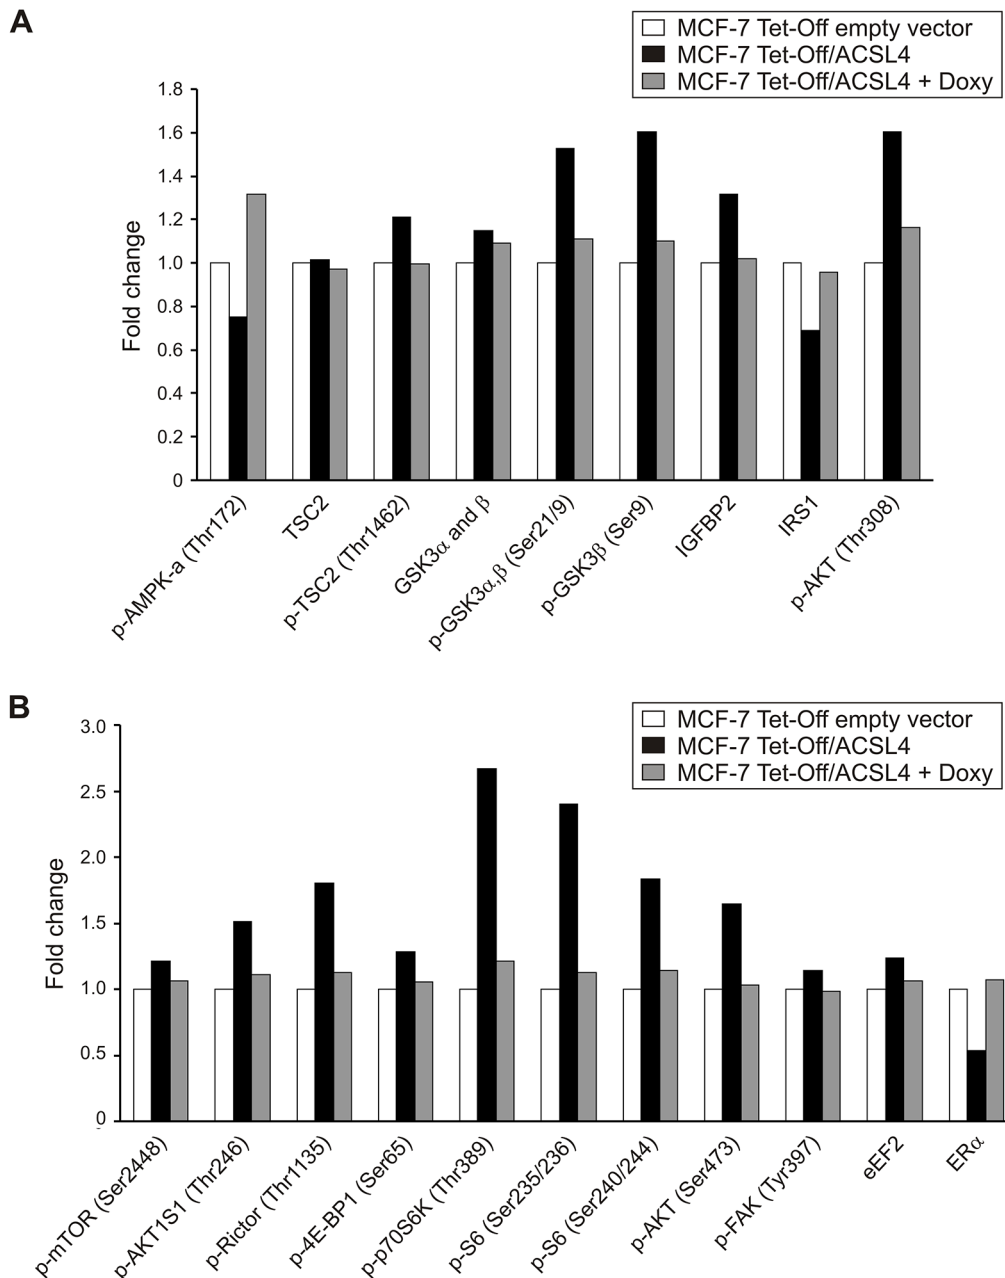 A
MCF-7 Tet-Off empty vector
MCF-7 Tet-Off/ACSL4
MCF-7 Tet-Off/ACSL4 + Doxy
1.8
1.6
1.4
1.2
1.0
0.8
0.6
0.4
0.2
0
Fold change
p-AMPK-a (Thr172)
TSC2
p-TSC2 (Thr1462)
GSK3α and β
p-GSK3α,β (Ser21/9)
p-GSK3β (Ser9)
IGFBP2
IRS1
p-AKT (Thr308)
B
MCF-7 Tet-Off empty vector
MCF-7 Tet-Off/ACSL4
MCF-7 Tet-Off/ACSL4 + Doxy
3.0
2.5
2.0
1.5
1.0
0.5
0
Fold change
p-mTOR (Ser2448)
p-AKT1S1 (Thr246)
p-Rictor (Thr1135)
p-4E-BP1 (Ser65)
p-p70S6K (Thr389)
p-S6 (Ser235/236)
p-S6 (Ser240/244)
p-AKT (Ser473)
p-FAK (Tyr397)
eEF2
ERα